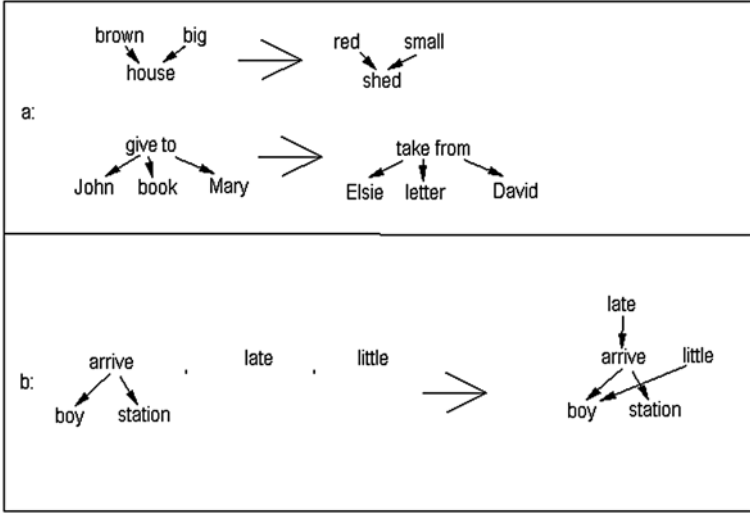 brown big red small
house shed
a:
give to take from
John book Mary Elsie letter David
late
arrive , late , little arrive little
b:
boy station boy station